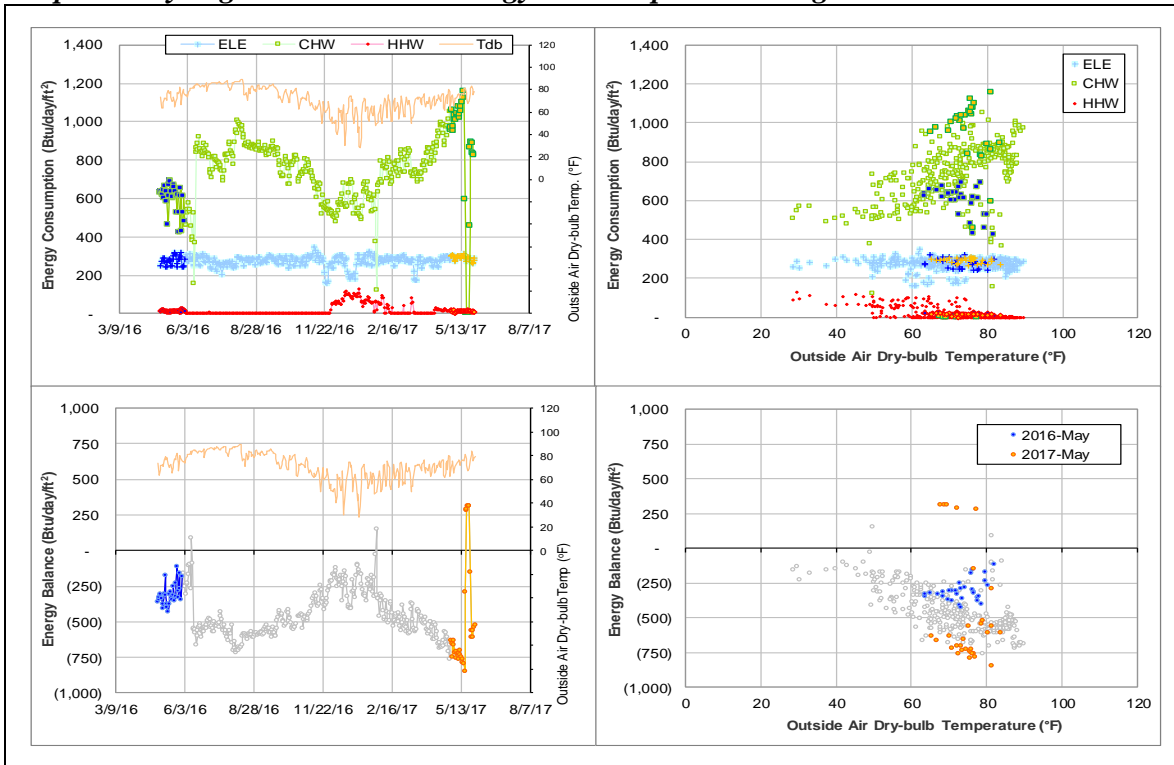 1,400
1,200
1,000
800
600
400
200
-
Energy Consumption (Btu/day/ft²)
ELE CHW HHW Tdb
120
100
80
60
40
20
0
Outside Air Dry-bulb Temp. (°F)
3/9/16 6/3/16 8/28/16 11/22/16 2/16/17 5/13/17 8/7/17
1,400
1,200
1,000
800
600
400
200
-
Energy Consumption (Btu/day/ft²)
ELE
CHW
HHW
0 20 40 60 80 100 120
Outside Air Dry-bulb Temperature (°F)
1,000
750
500
250
-
(250)
(500)
(750)
(1,000)
Energy Balance (Btu/day/ft²)
120
100
80
60
40
20
0
Outside Air Dry-bulb Temp (°F)
3/9/16 6/3/16 8/28/16 11/22/16 2/16/17 5/13/17 8/7/17
1,000
750
500
250
-
(250)
(500)
(750)
(1,000)
Energy Balance (Btu/day/ft²)
2016-May
2017-May
0 20 40 60 80 100 120
Outside Air Dry-bulb Temperature (°F)